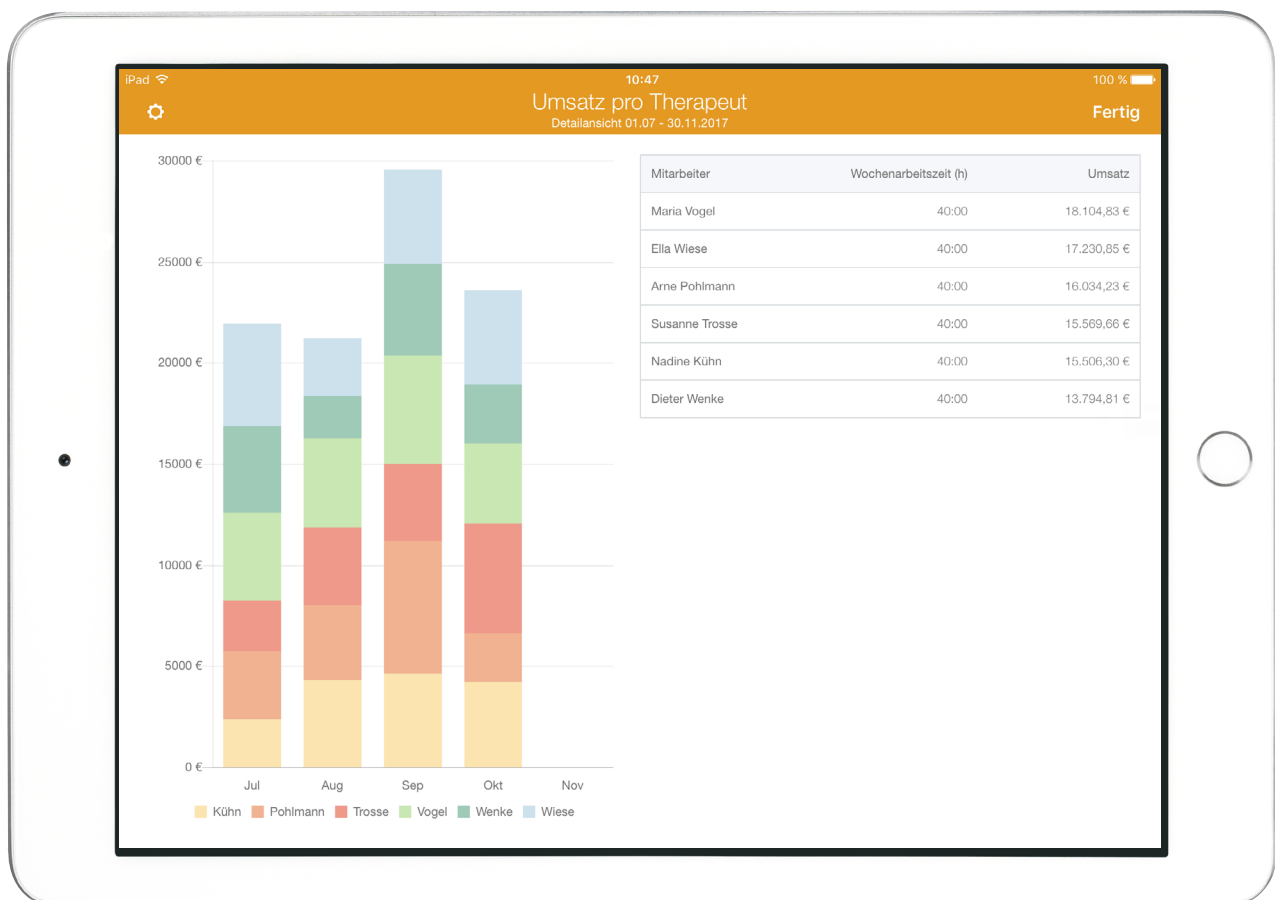 iPad 10:47 100 %
Umsatz pro Therapeut
Detailansicht 01.07 - 30.11.2017
Fertig
30000 €
25000 €
20000 €
15000 €
10000 €
5000 €
0 €
Jul Aug Sep Okt Nov
Kühn Pohlmann Trosse Vogel Wenke Wiese
Mitarbeiter Wochenarbeitszeit (h) Umsatz
Maria Vogel 40:00 18.104,83 €
Ella Wiese 40:00 17.230,85 €
Arne Pohlmann 40:00 16.034,23 €
Susanne Trosse 40:00 15.569,66 €
Nadine Kühn 40:00 15.506,30 €
Dieter Wenke 40:00 13.794,81 €